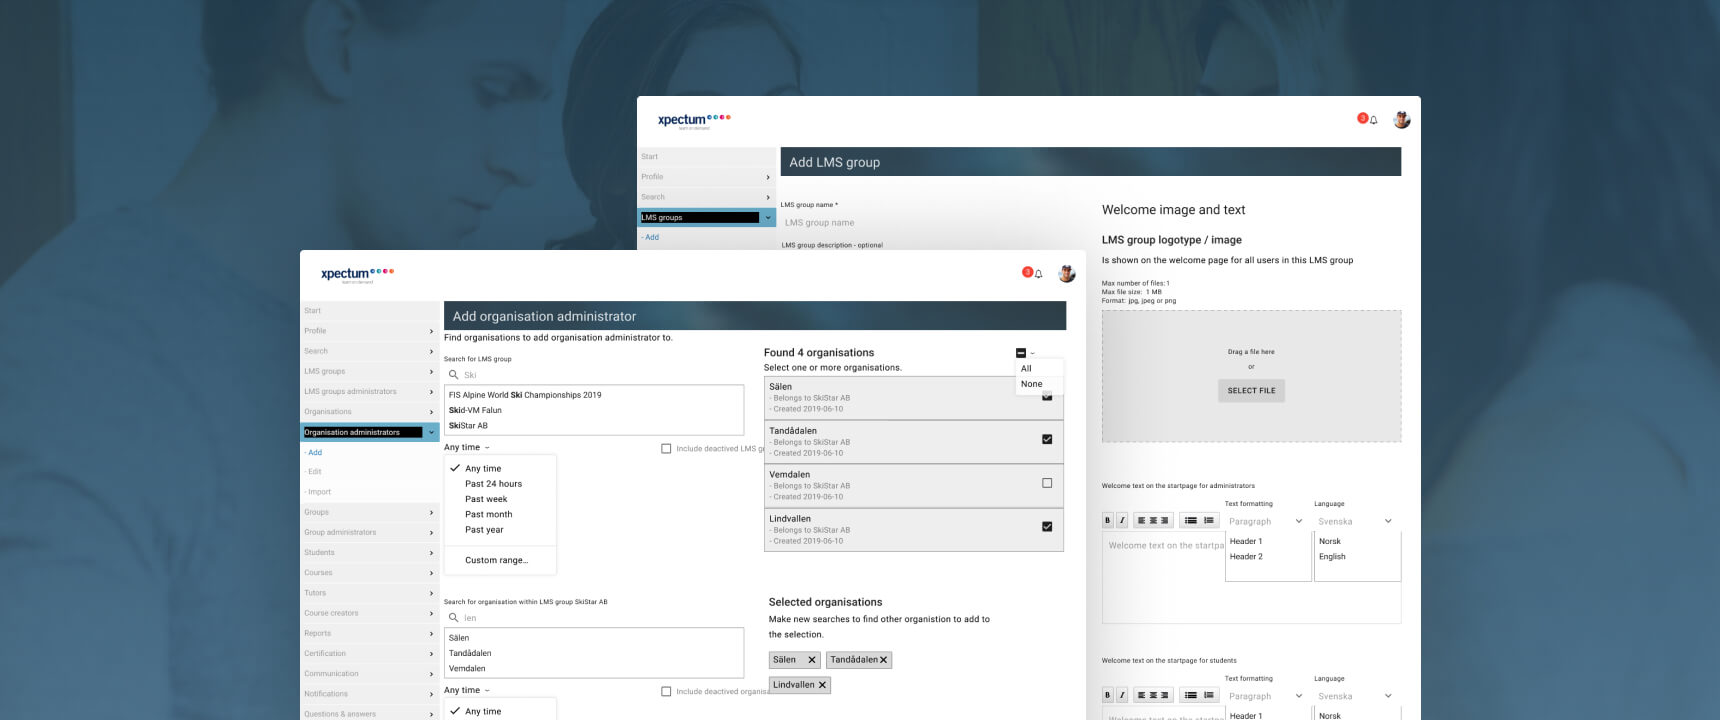 xpectum
learn on demand
3
Start
Profile
Search
LMS groups
- Add
Add LMS group
LMS group name *
LMS group name
LMS group description - optional
Welcome image and text
LMS group logotype / image
Is shown on the welcome page for all users in this LMS group
Max number of files:1
Max file size: 1 MB
Format: jpg, jpeg or png
Drag a file here
or
SELECT FILE
Welcome text on the startpage for administrators
Text formatting
Language
B I
Paragraph
Svenska
Welcome text on the startpa
Header 1
Header 2
Norsk
English
Welcome text on the startpage for students
Text formatting
Language
B I
Paragraph
Svenska
Welcome text on the startpa
Header 1
Norsk
xpectum
learn on demand
3
Start
Profile
Search
LMS groups
LMS groups administrators
Organisations
Organisation administrators
- Add
- Edit
- Import
Groups
Group administrators
Students
Courses
Tutors
Course creators
Reports
Certification
Communication
Notifications
Questions & answers
Add organisation administrator
Find organisations to add organisation administrator to.
Search for LMS group
Ski
FIS Alpine World Ski Championships 2019
Skid-VM Falun
SkiStar AB
Any time
Include deactived LMS gr
Any time
Past 24 hours
Past week
Past month
Past year
Custom range...
Search for organisation within LMS group SkiStar AB
len
Sälen
Tandådalen
Vemdalen
Any time
Include deactived organisa
Any time
Found 4 organisations
Select one or more organisations.
All
None
Sälen
- Belongs to SkiStar AB
- Created 2019-06-10
Tandådalen
- Belongs to SkiStar AB
- Created 2019-06-10
Vemdalen
- Belongs to SkiStar AB
- Created 2019-06-10
Lindvallen
- Belongs to SkiStar AB
- Created 2019-06-10
Selected organisations
Make new searches to find other organistion to add to
the selection.
Sälen X
Tandådalen X
Lindvallen X